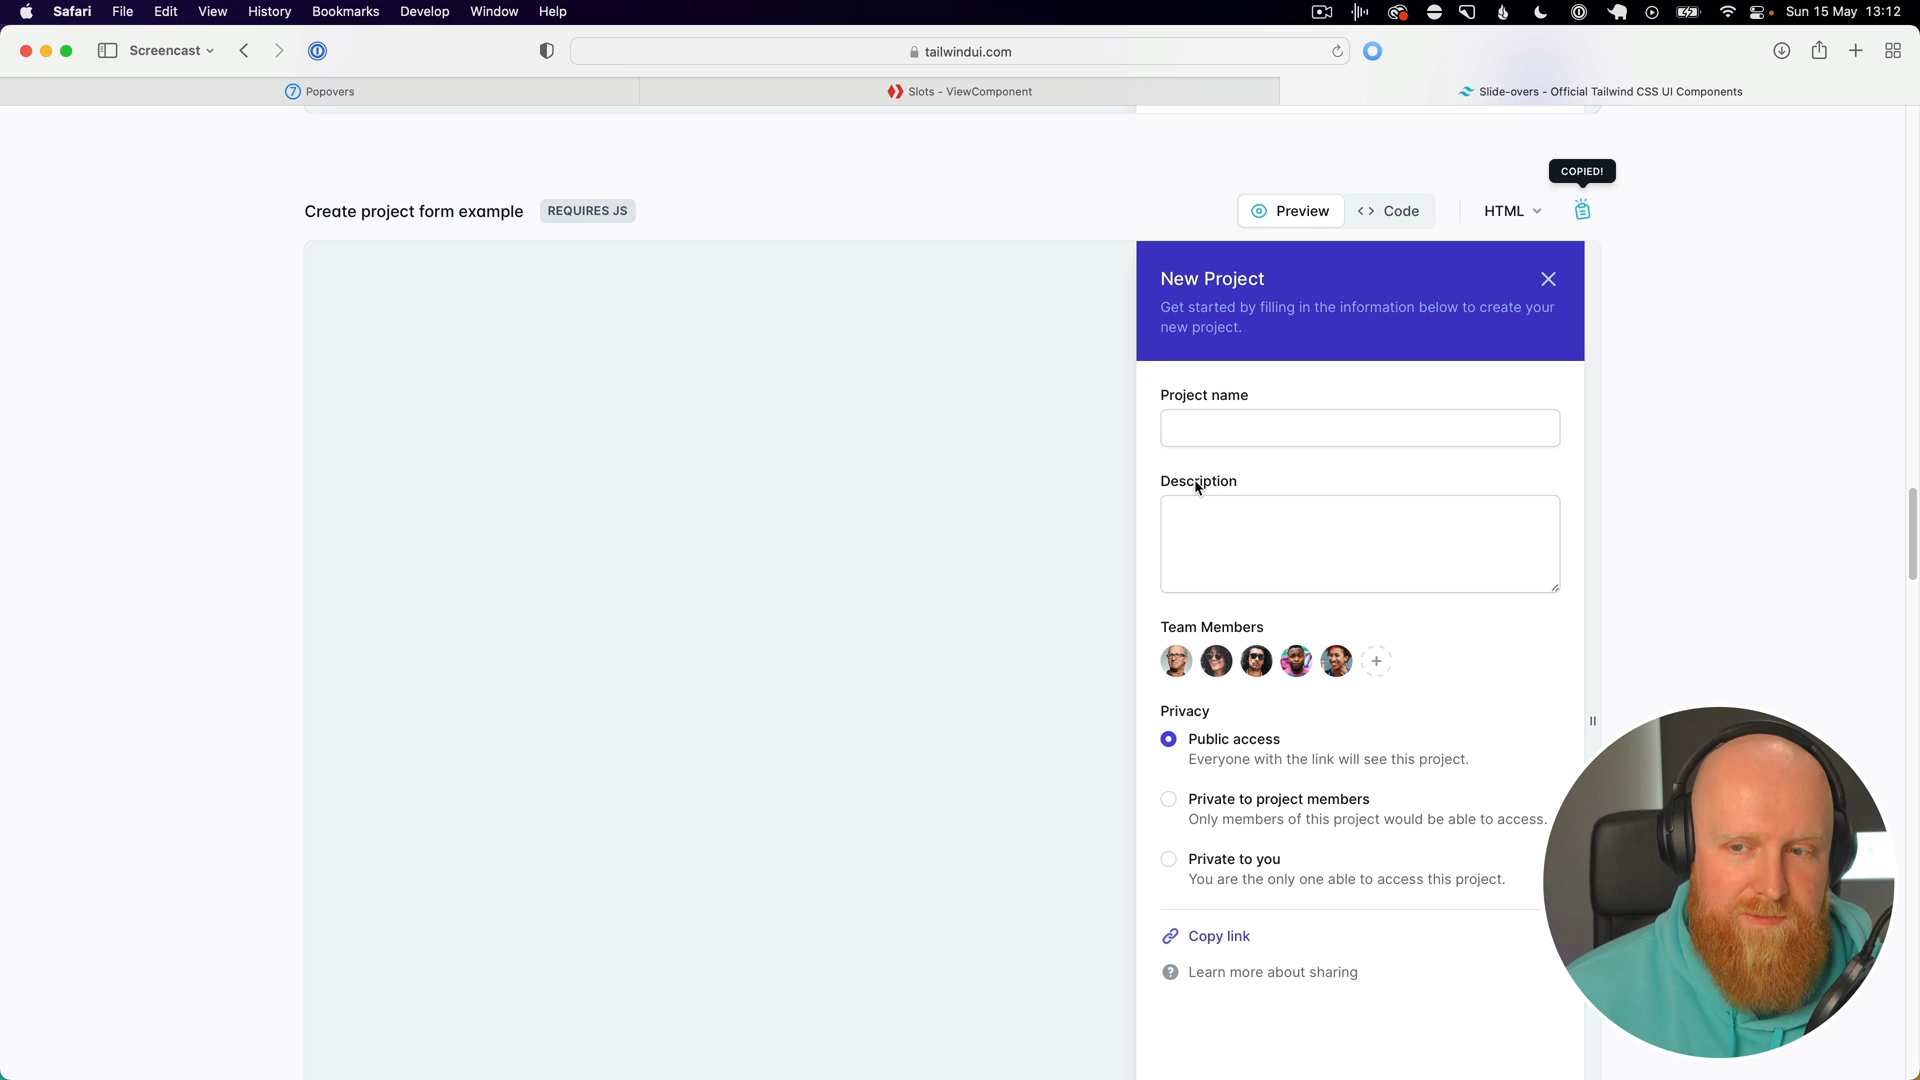 Safari File Edit View History Bookmarks Develop Window Help Sun 15 May 13:12
Screencast tailwindui.com
7 Popovers Slots - ViewComponent Slide-overs - Official Tailwind CSS UI Components
COPIED!
Create project form example REQUIRES JS Preview Code HTML
New Project
Get started by filling in the information below to create your
new project.
Project name
Description
Team Members
Privacy
Public access
Everyone with the link will see this project.
Private to project members
Only members of this project would be able to access.
Private to you
You are the only one able to access this project.
Copy link
Learn more about sharing